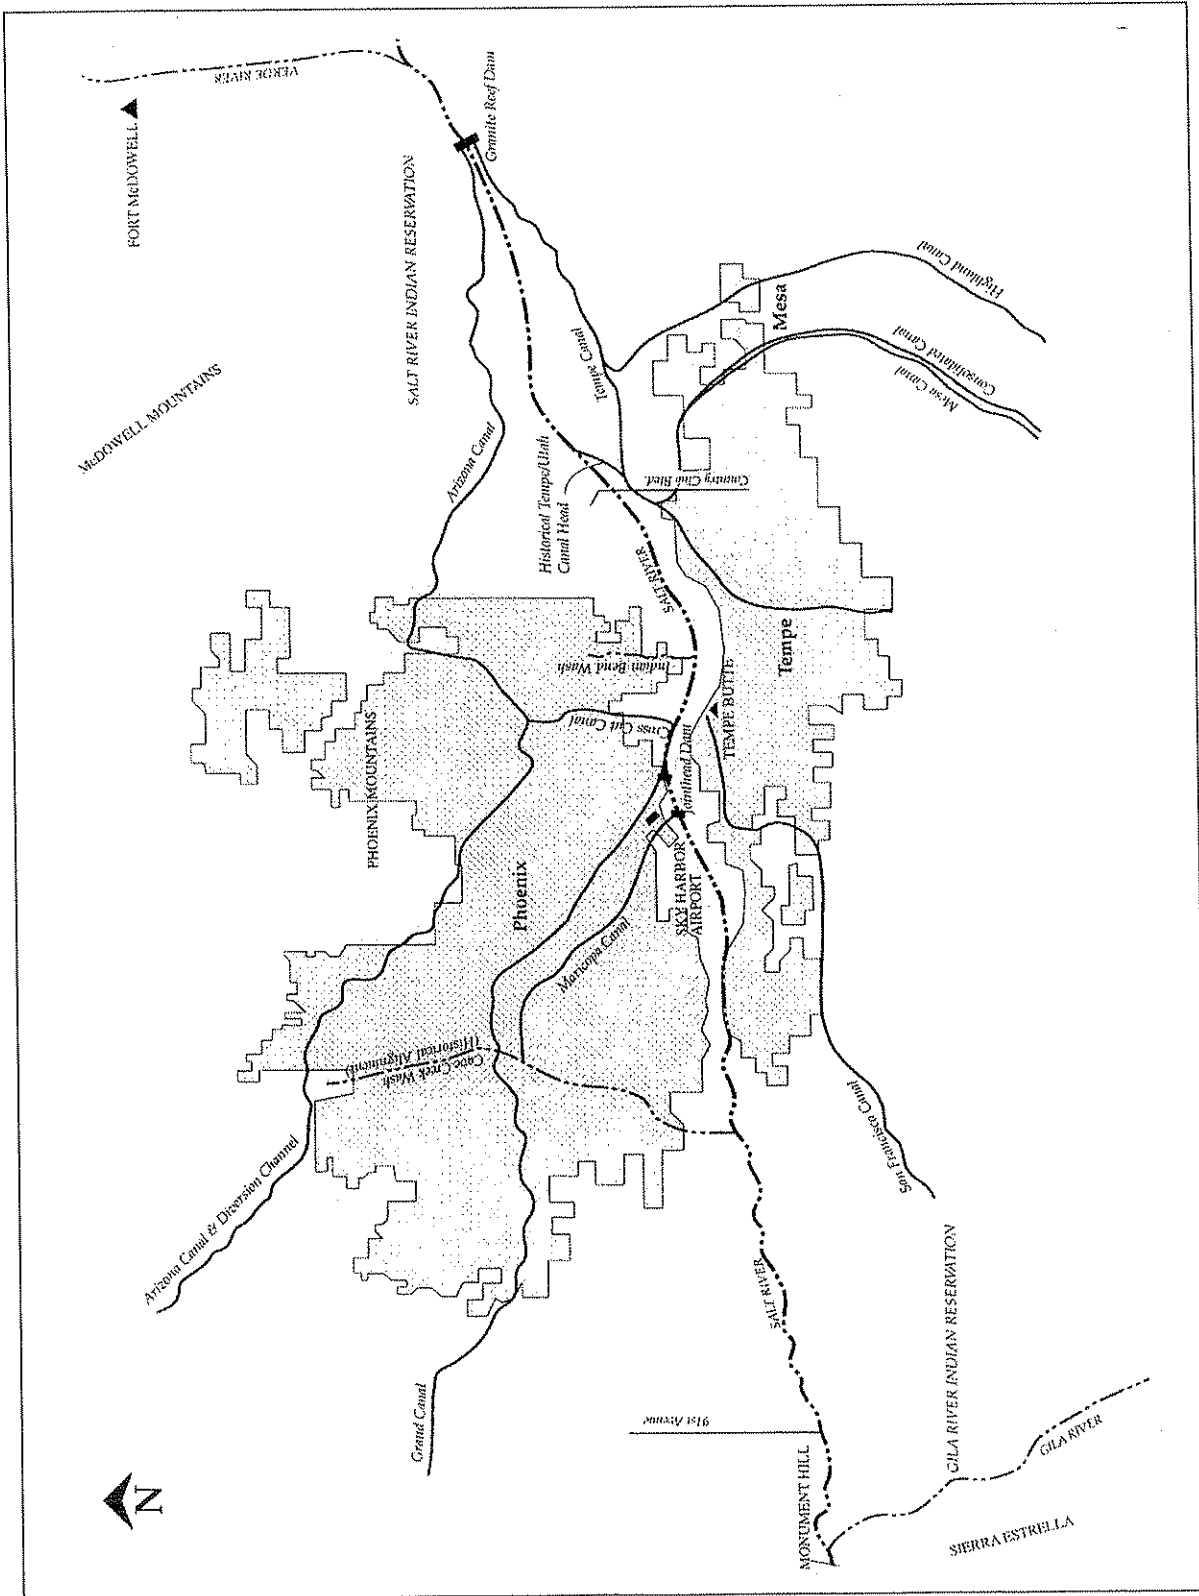 N
VERDE RIVER
FORT McDOWELL
Granite Reef Dam
SALT RIVER INDIAN RESERVATION
McDOWELL MOUNTAINS
Highland Canal
Mesa
Consolidated Canal
Mesa Canal
Tempe Canal
Arizona Canal
Historical Tempe/Utah
Canal Head
Country Club Blvd.
SALT RIVER
Indian Bend Wash
Tempe
TEMPE BUTTE
Cross Cut Canal
Jointhead Dam
PHOENIX MOUNTAINS
Phoenix
SKY HARBOR
AIRPORT
Maricopa Canal
Cave Creek Wash
(Historical Alignment)
Arizona Canal & Diversion Channel
San Francisco Canal
Grand Canal
SALT RIVER
91st Avenue
GILA RIVER INDIAN RESERVATION
GILA RIVER
MONUMENT HILL
SIERRA ESTRELLA